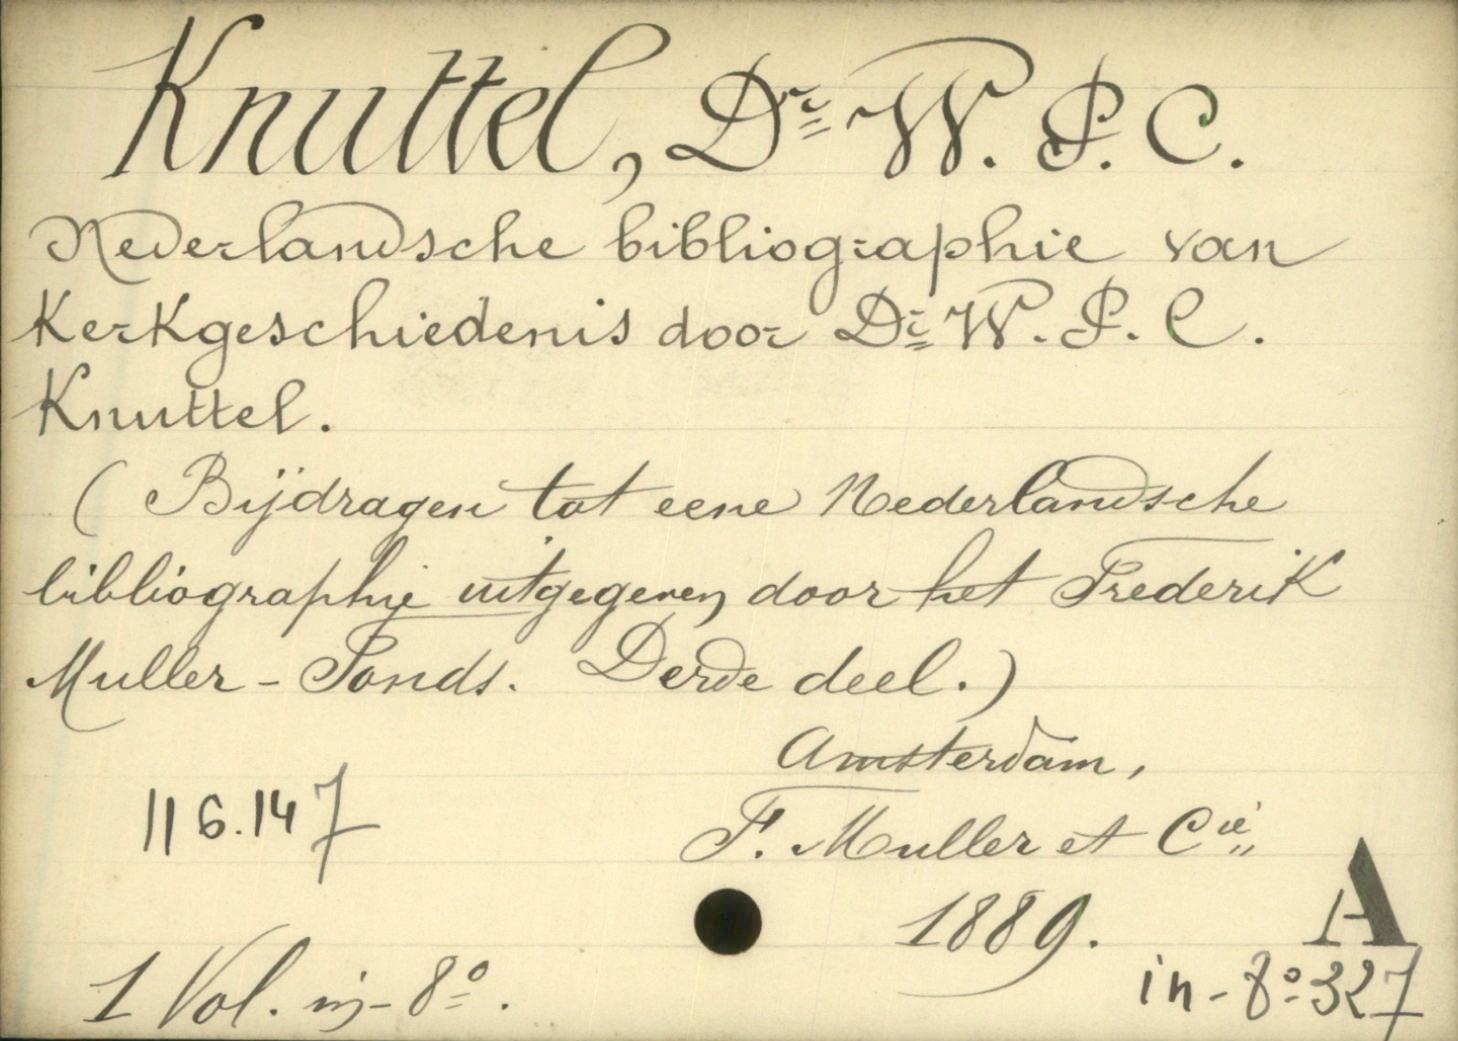 Knuttel, Dr W. P. C.
Nederlandsche bibliographie van
Kerkgeschiedenis door Dr W. P. C.
Knuttel.
( Bijdragen tot eene Nederlandsche
bibliographie uitgegeven door het Frederik
Muller - Fonds. Derde deel.)
Amsterdam,
116.147
F. Muller et Cie
1889.
A
1 Vol. in-8º.
in-8º 327